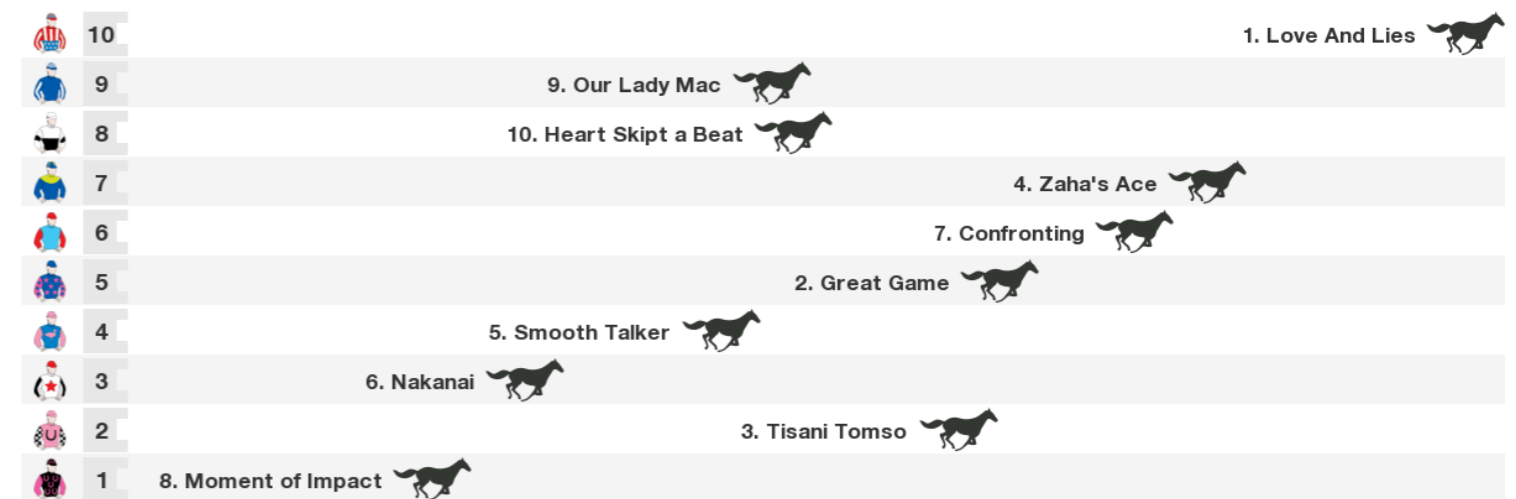 10 1. Love And Lies
9 9. Our Lady Mac
8 10. Heart Skipt a Beat
7 4. Zaha's Ace
6 7. Confronting
5 2. Great Game
4 5. Smooth Talker
3 6. Nakanai
2 3. Tisani Tomso
1 8. Moment of Impact